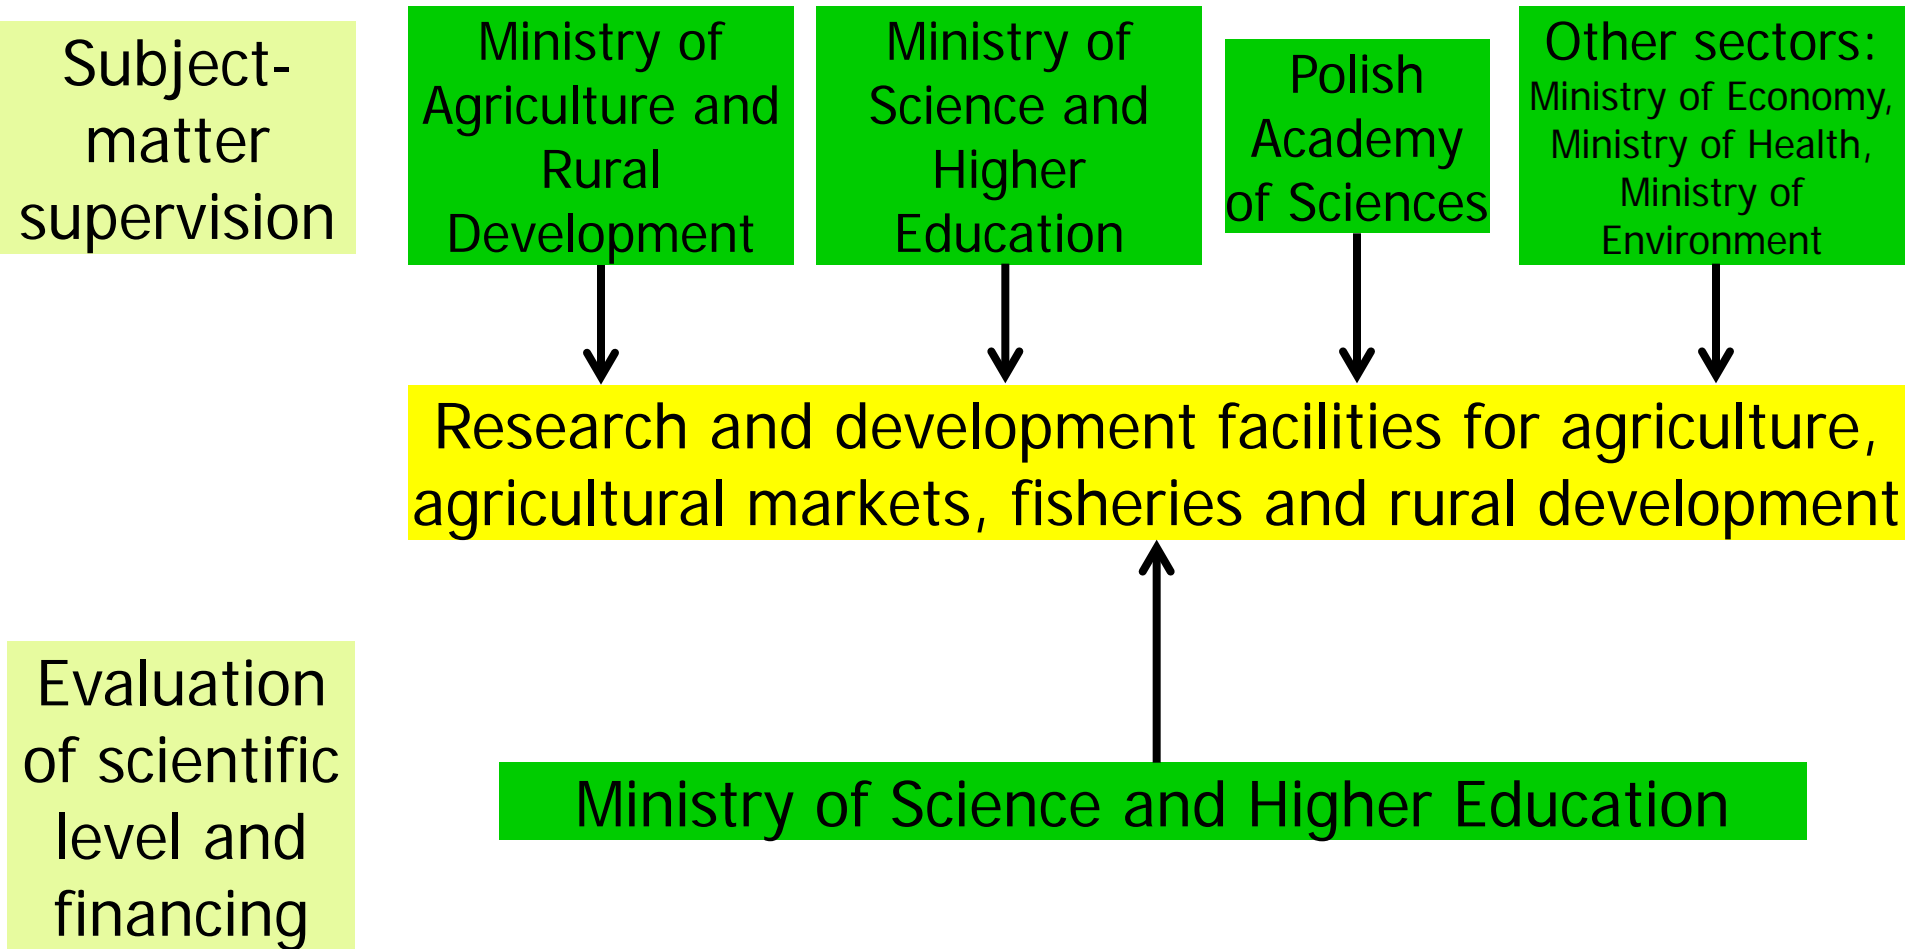 Subject-
matter
supervision
Ministry of
Agriculture and
Rural
Development
Ministry of
Science and
Higher
Education
Polish
Academy
of Sciences
Other sectors:
Ministry of Economy,
Ministry of Health,
Ministry of
Environment
Research and development facilities for agriculture,
agricultural markets, fisheries and rural development
Evaluation
of scientific
level and
financing
Ministry of Science and Higher Education